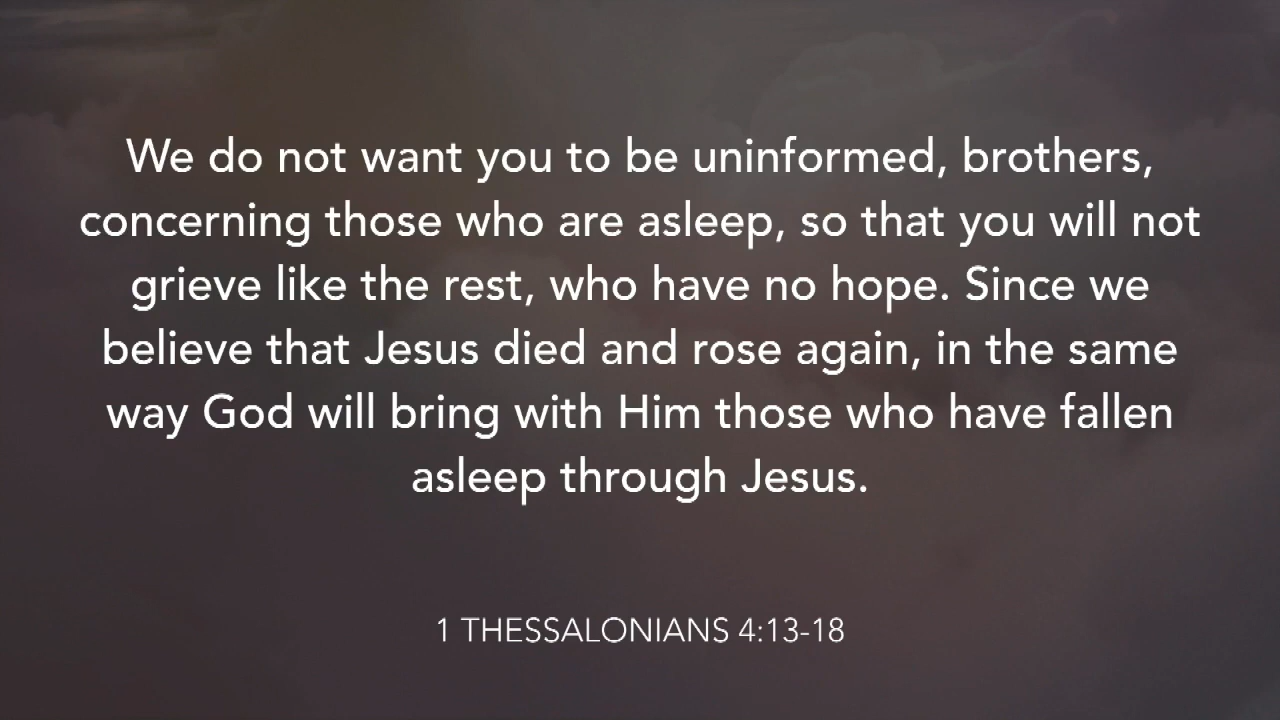 We do not want you to be uninformed, brothers,
concerning those who are asleep, so that you will not
grieve like the rest, who have no hope. Since we
believe that Jesus died and rose again, in the same
way God will bring with Him those who have fallen
asleep through Jesus.
1 THESSALONIANS 4:13-18